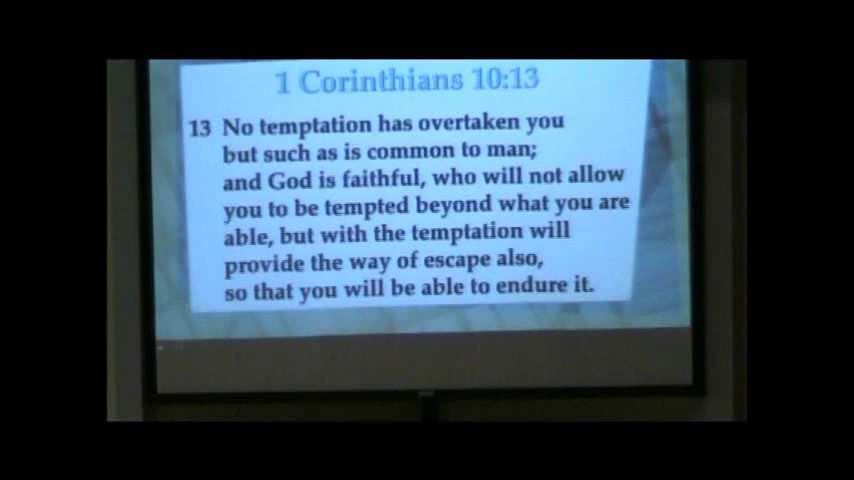 1 Corinthians 10:13
13 No temptation has overtaken you
but such as is common to man;
and God is faithful, who will not allow
you to be tempted beyond what you are
able, but with the temptation will
provide the way of escape also,
so that you will be able to endure it.